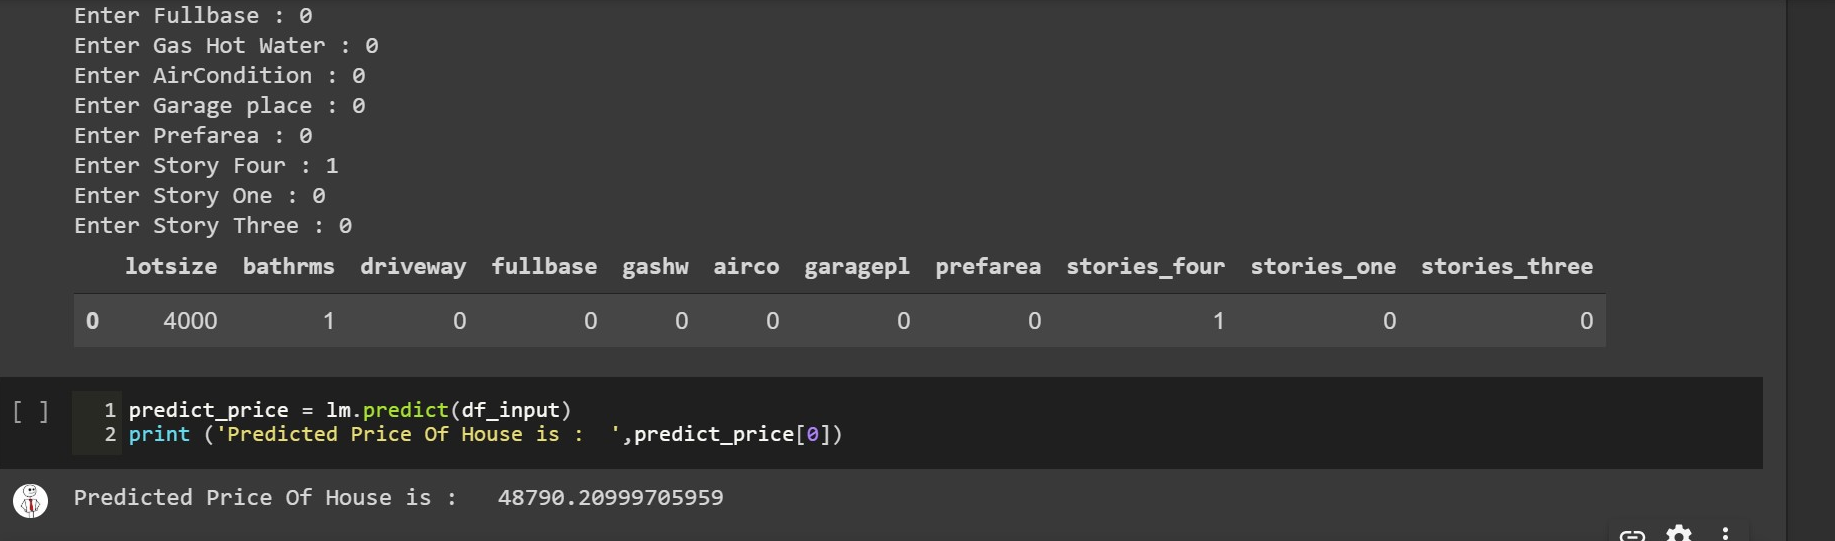 Enter Fullbase : 0
Enter Gas Hot Water : 0
Enter AirCondition : 0
Enter Garage place : 0
Enter Prefarea : 0
Enter Story Four : 1
Enter Story One : 0
Enter Story Three : 0
lotsize bathrms driveway fullbase gashw airco garagepl prefarea stories_four stories_one stories_three
0 4000 1 0 0 0 0 0 0 1 0 0
[ ] 1 predict_price = lm.predict(df_input)
2 print ('Predicted Price Of House is :  ',predict_price[0])
Predicted Price Of House is :   48790.20999705959